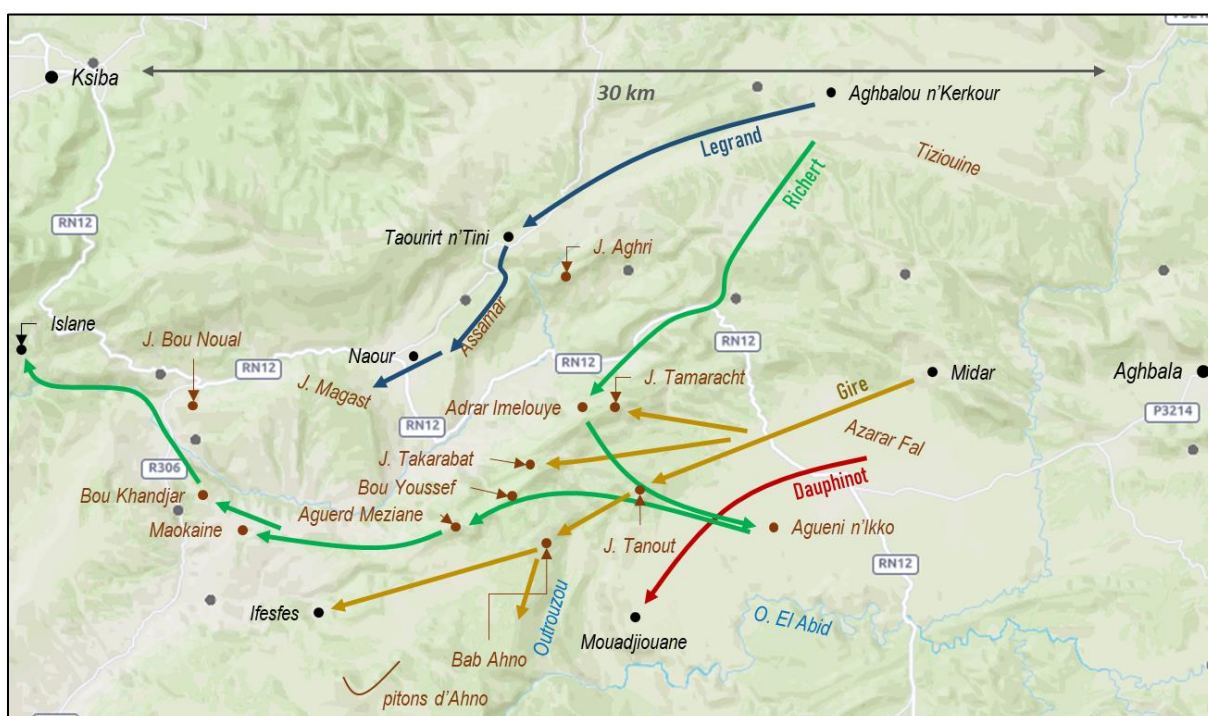 P3214
Ksiba
30 km
Aghbalou n’Kerkour
Legrand
Tiziouine
Richert
RN12
Taourirt n’Tini
J. Aghri
Islane
J. Bou Noual
Assamar
RN12
Naour
RN12
RN12
J. Magast
J. Tamaracht
Gire
Midar
Aghbala
Adrar Imelouye
P3214
RN12
Azarar Fal
J. Takarabat
R306
Bou Youssef
Dauphinot
Bou Khandjar
Aguerd Meziane
Maokaine
J. Tanout
Agueni n’Ikko
RN12
Ifesfes
Outrouzou
O. El Abid
Mouadjiouane
Bab Ahno
pitons d’Ahno